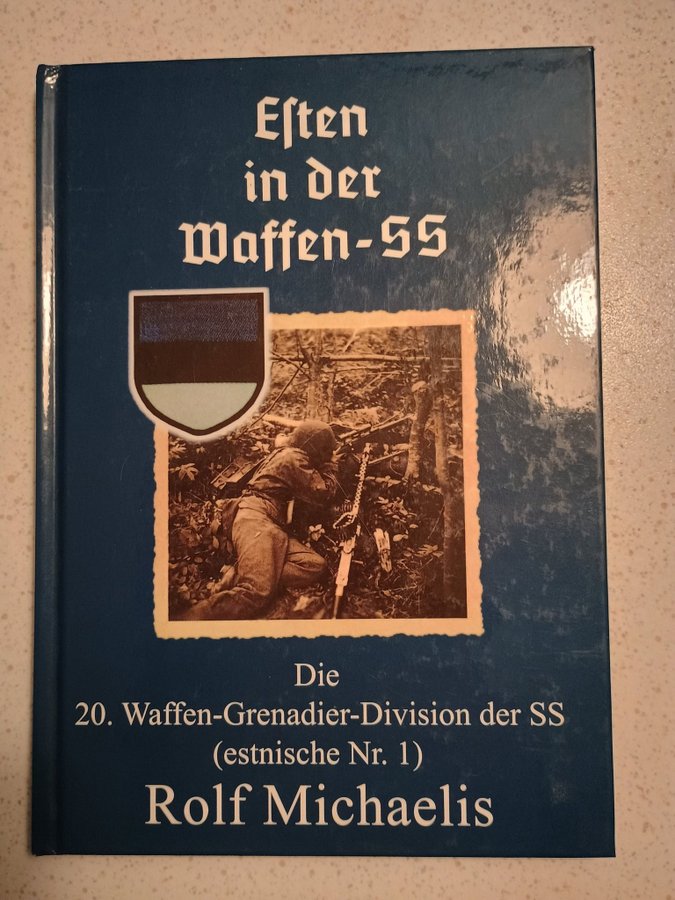 Eſten
in der
Waffen-SS
Die
20. Waffen-Grenadier-Division der SS
(estnische Nr. 1)
Rolf Michaelis